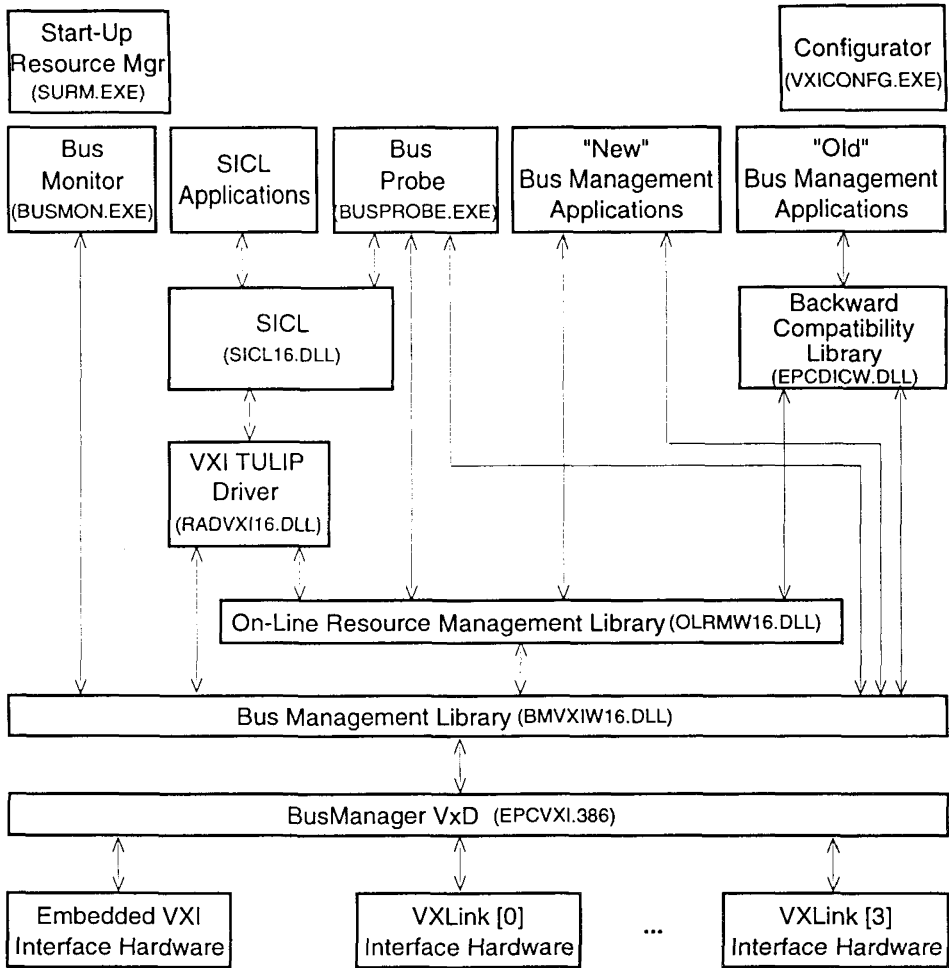 Start-Up
Resource Mgr
(SURM.EXE)
Configurator
(VXICONFG.EXE)
Bus
Monitor
(BUSMON.EXE)
SICL
Applications
Bus
Probe
(BUSPROBE.EXE)
"New"
Bus Management
Applications
"Old"
Bus Management
Applications
SICL
(SICL16.DLL)
Backward
Compatibility
Library
(EPCDICW.DLL)
VXI TULIP
Driver
(RADVXI16.DLL)
On-Line Resource Management Library (OLRMW16.DLL)
Bus Management Library (BMVXIW16.DLL)
BusManager VxD (EPCVXI.386)
Embedded VXI
Interface Hardware
VXLink [0]
Interface Hardware
...
VXLink [3]
Interface Hardware